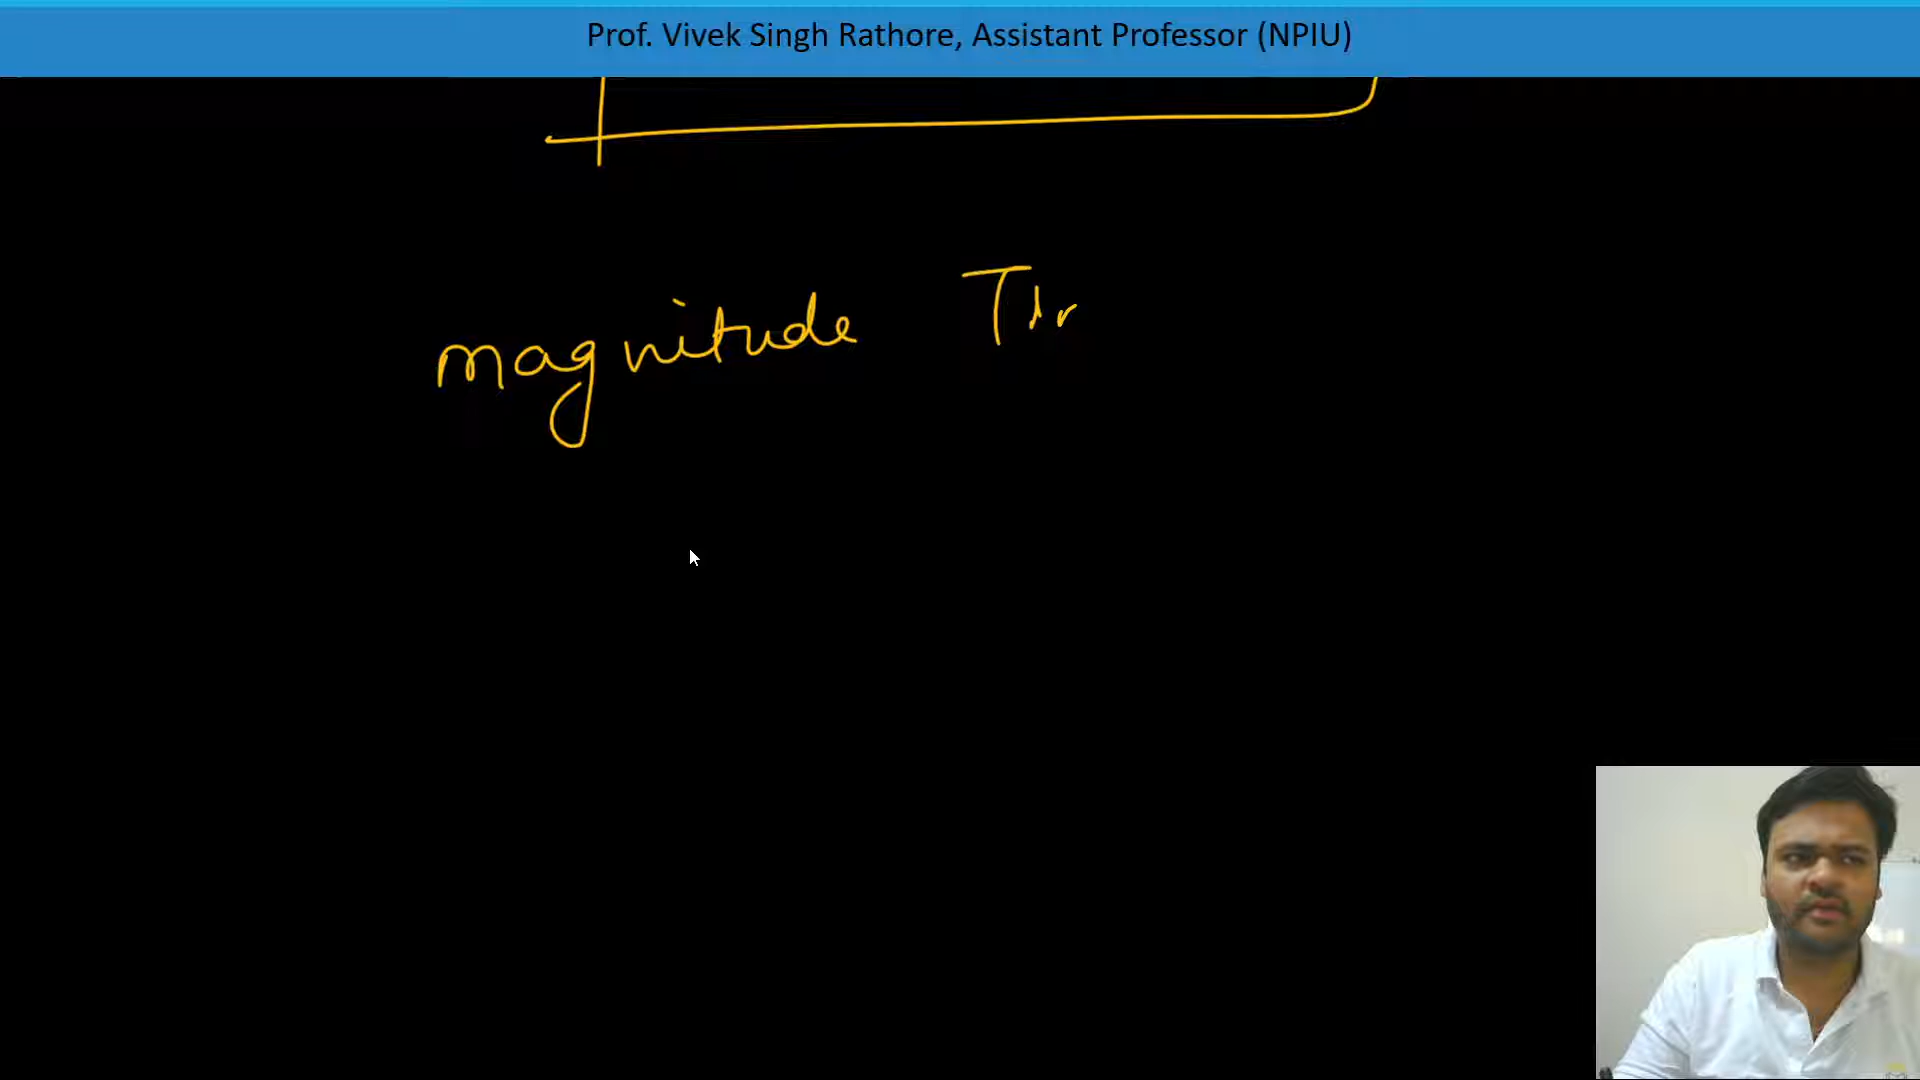 Prof. Vivek Singh Rathore, Assistant Professor (NPIU)
magnitude